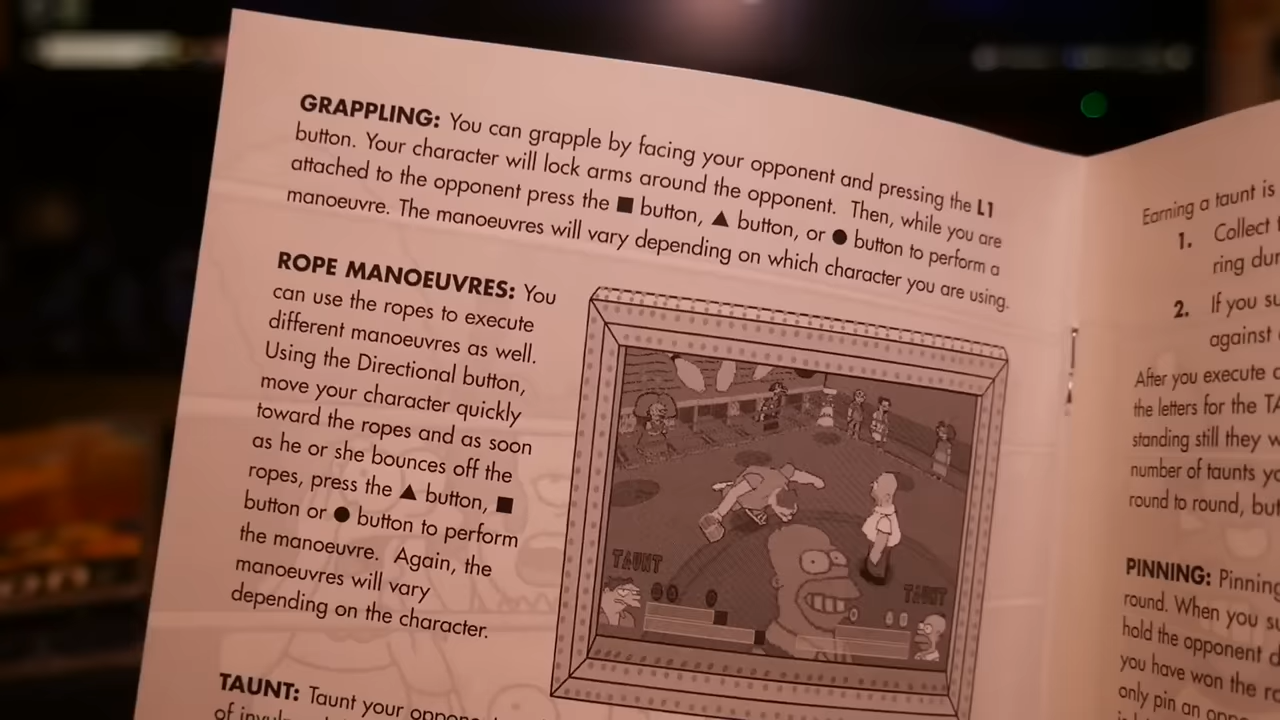 GRAPPLING: You can grapple by facing your opponent and pressing the L1
button. Your character will lock arms around the opponent. Then, while you are
attached to the opponent press the ■ button, ▲ button, or ● button to perform a
manoeuvre. The manoeuvres will vary depending on which character you are using.
ROPE MANOEUVRES: You
can use the ropes to execute
different manoeuvres as well.
Using the Directional button,
move your character quickly
toward the ropes and as soon
as he or she bounces off the
ropes, press the ▲ button, ■
button or ● button to perform
the manoeuvre. Again, the
manoeuvres will vary
depending on the character.
TAUNT
TAUNT
TAUNT: Taunt your
Earning a taunt is
1. Collect
ring
2. If you
against
After you execute
the letters for the
standing still they
number of taunts
round to round,
PINNING: Pinning
round. When you
hold the opponent
you have won the
only pin an